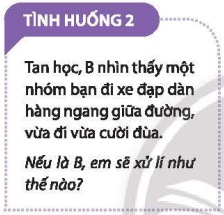 TÌNH HUỐNG 2
Tan học, B nhìn thấy một
nhóm bạn đi xe đạp dàn
hàng ngang giữa đường,
vừa đi vừa cười đùa.
Nếu là B, em sẽ xử lí như
thế nào?